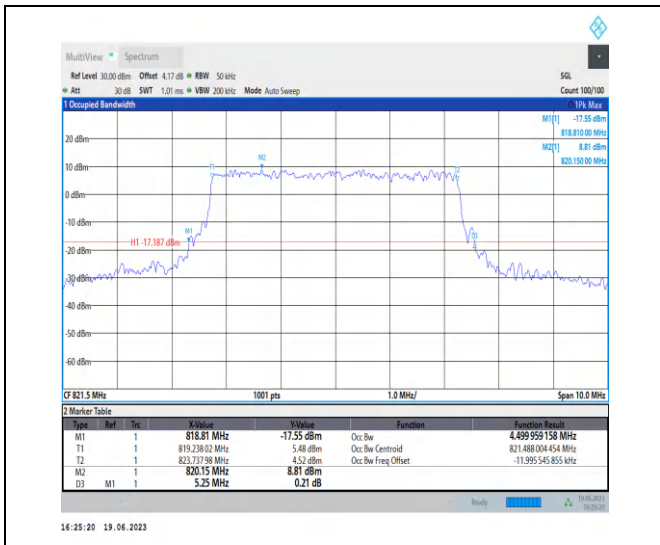 MultiView Spectrum
Ref Level 30.00 dBm Offset 4.17 dB RBW 50 kHz SGL
Att 30 dB SWT 1.01 ms VBW 200 kHz Mode Auto Sweep Count 100/100
1 Occupied Bandwidth 1Pk Max
M1[1] -17.55 dBm
818.810 00 MHz
M2[1] 8.81 dBm
820.150 00 MHz
20 dBm
10 dBm
0 dBm
-10 dBm
-20 dBm
-30 dBm
-40 dBm
-50 dBm
-60 dBm
T1
M2
T2
M1
D3
H1 -17.187 dBm
CF 821.5 MHz 1001 pts 1.0 MHz/ Span 10.0 MHz
2 Marker Table
Type Ref Trc X-Value Y-Value Function Function Result
M1 1 818.81 MHz -17.55 dBm Occ Bw 4.499 959 158 MHz
T1 1 819.238 02 MHz 5.48 dBm Occ Bw Centroid 821.488 004 454 MHz
T2 1 823.737 98 MHz 4.52 dBm Occ Bw Freq Offset -11.995 545 855 kHz
M2 1 820.15 MHz 8.81 dBm
D3 M1 1 5.25 MHz 0.21 dB
Ready 19.06.2023
16:25:20
16:25:20 19.06.2023